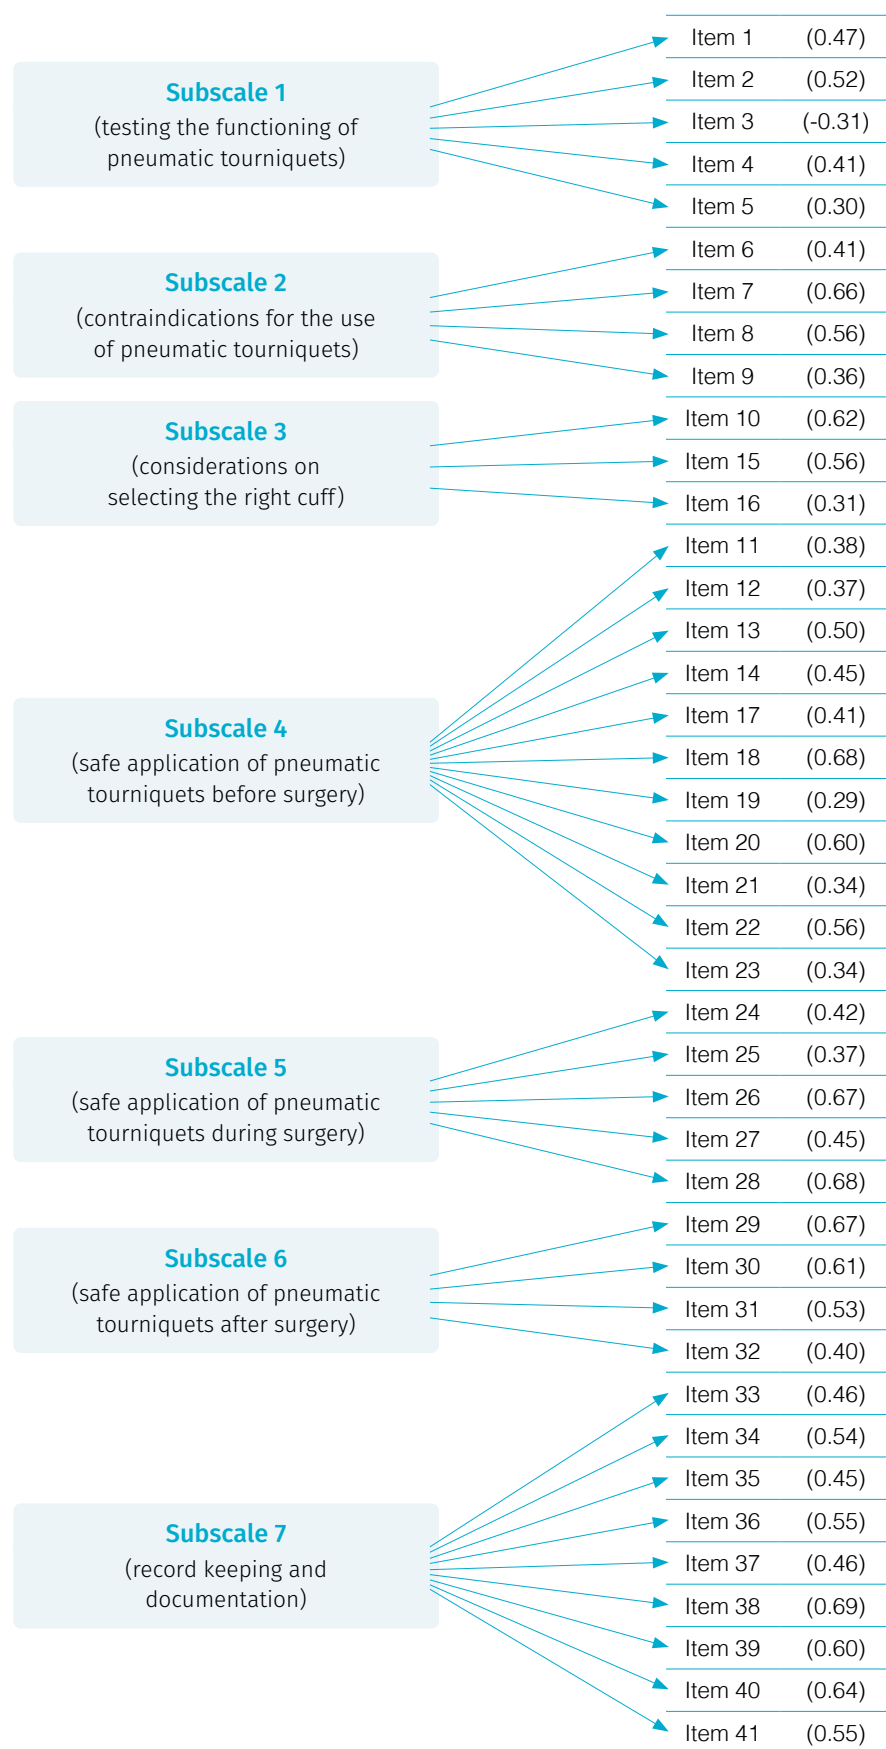 Subscale 1
(testing the functioning of
pneumatic tourniquets)
Item 1 (0.47)
Item 2 (0.52)
Item 3 (-0.31)
Item 4 (0.41)
Item 5 (0.30)
Subscale 2
(contraindications for the use
of pneumatic tourniquets)
Item 6 (0.41)
Item 7 (0.66)
Item 8 (0.56)
Item 9 (0.36)
Subscale 3
(considerations on
selecting the right cuff)
Item 10 (0.62)
Item 15 (0.56)
Item 16 (0.31)
Subscale 4
(safe application of pneumatic
tourniquets before surgery)
Item 11 (0.38)
Item 12 (0.37)
Item 13 (0.50)
Item 14 (0.45)
Item 17 (0.41)
Item 18 (0.68)
Item 19 (0.29)
Item 20 (0.60)
Item 21 (0.34)
Item 22 (0.56)
Item 23 (0.34)
Subscale 5
(safe application of pneumatic
tourniquets during surgery)
Item 24 (0.42)
Item 25 (0.37)
Item 26 (0.67)
Item 27 (0.45)
Item 28 (0.68)
Subscale 6
(safe application of pneumatic
tourniquets after surgery)
Item 29 (0.67)
Item 30 (0.61)
Item 31 (0.53)
Item 32 (0.40)
Subscale 7
(record keeping and
documentation)
Item 33 (0.46)
Item 34 (0.54)
Item 35 (0.45)
Item 36 (0.55)
Item 37 (0.46)
Item 38 (0.69)
Item 39 (0.60)
Item 40 (0.64)
Item 41 (0.55)